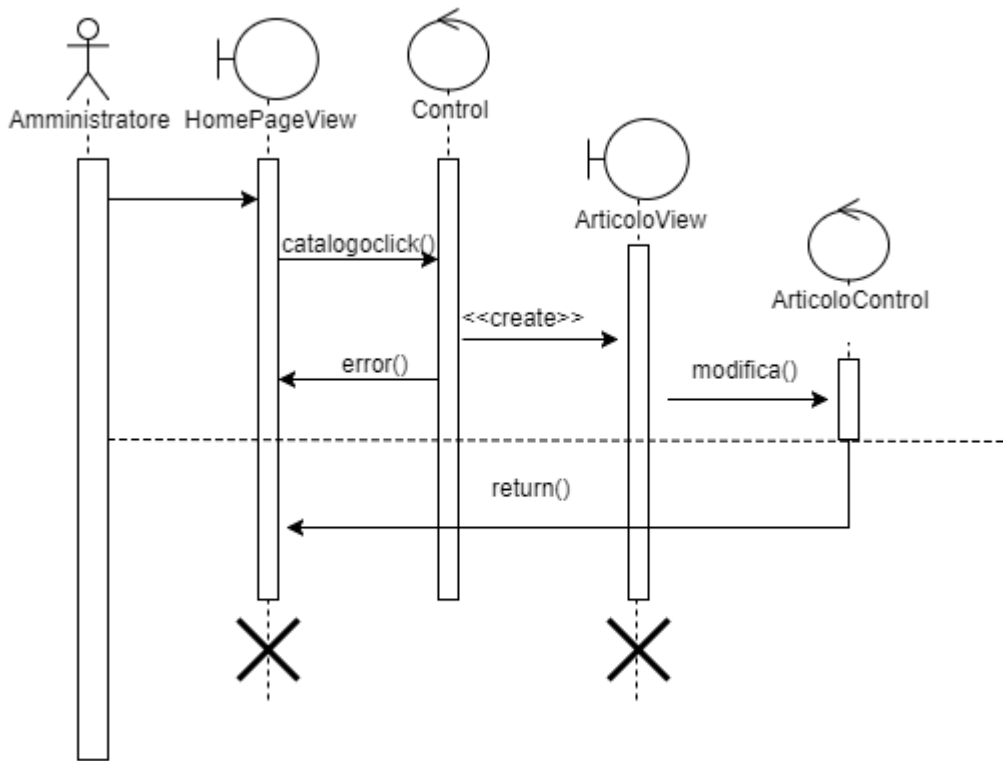 Amministratore
HomePageView
Control
ArticoloView
ArticoloControl
catalogoclick()
<<create>>
error()
modifica()
return()